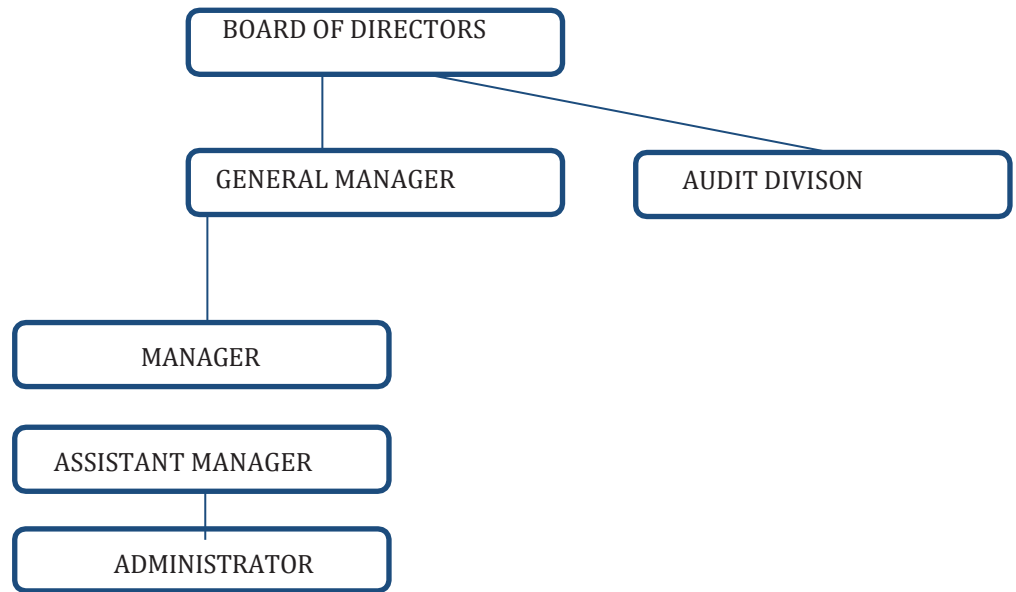 BOARD OF DIRECTORS
GENERAL MANAGER
AUDIT DIVISON
MANAGER
ASSISTANT MANAGER
ADMINISTRATOR